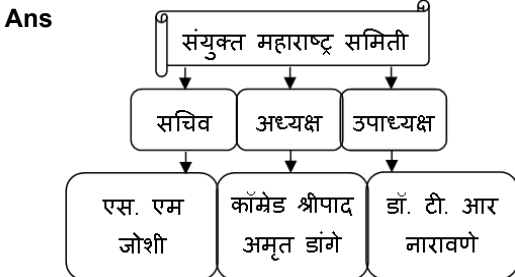 Ans
संयुक्त महाराष्ट्र समिती
सचिव
अध्यक्ष
उपाध्यक्ष
एस. एम
जोशी
कॉम्रेड श्रीपाद
अमृत डांगे
डॉ. टी. आर
नारावणे